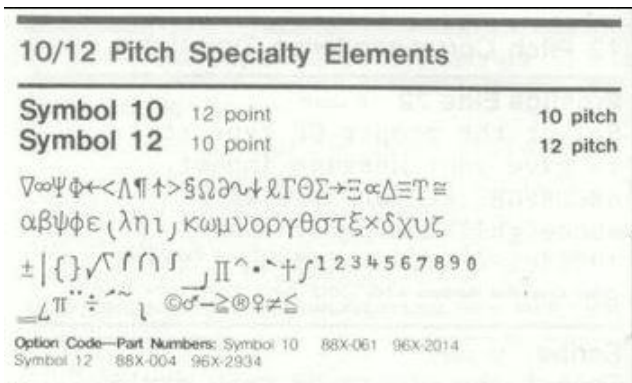 10/12 Pitch Specialty Elements
Symbol 10 12 point 10 pitch
Symbol 12 10 point 12 pitch
∇∞ΨΦ←<Λ¶↑>§Ω∂∿↓ℓΓΘΣ→Ξ∝Δ≡Υ≅
αβψφε⟨ληι⟩κωμνοργθστξ×δχυζ
±|{}√⌈⌠∩⌠_⌡Π^•`†∫1234567890
‗∠π¨÷´~⌊©♂–≧®♀≠≦
Option Code—Part Numbers: Symbol 10 88X-061 96X-2014
Symbol 12 88X-004 96X-2934